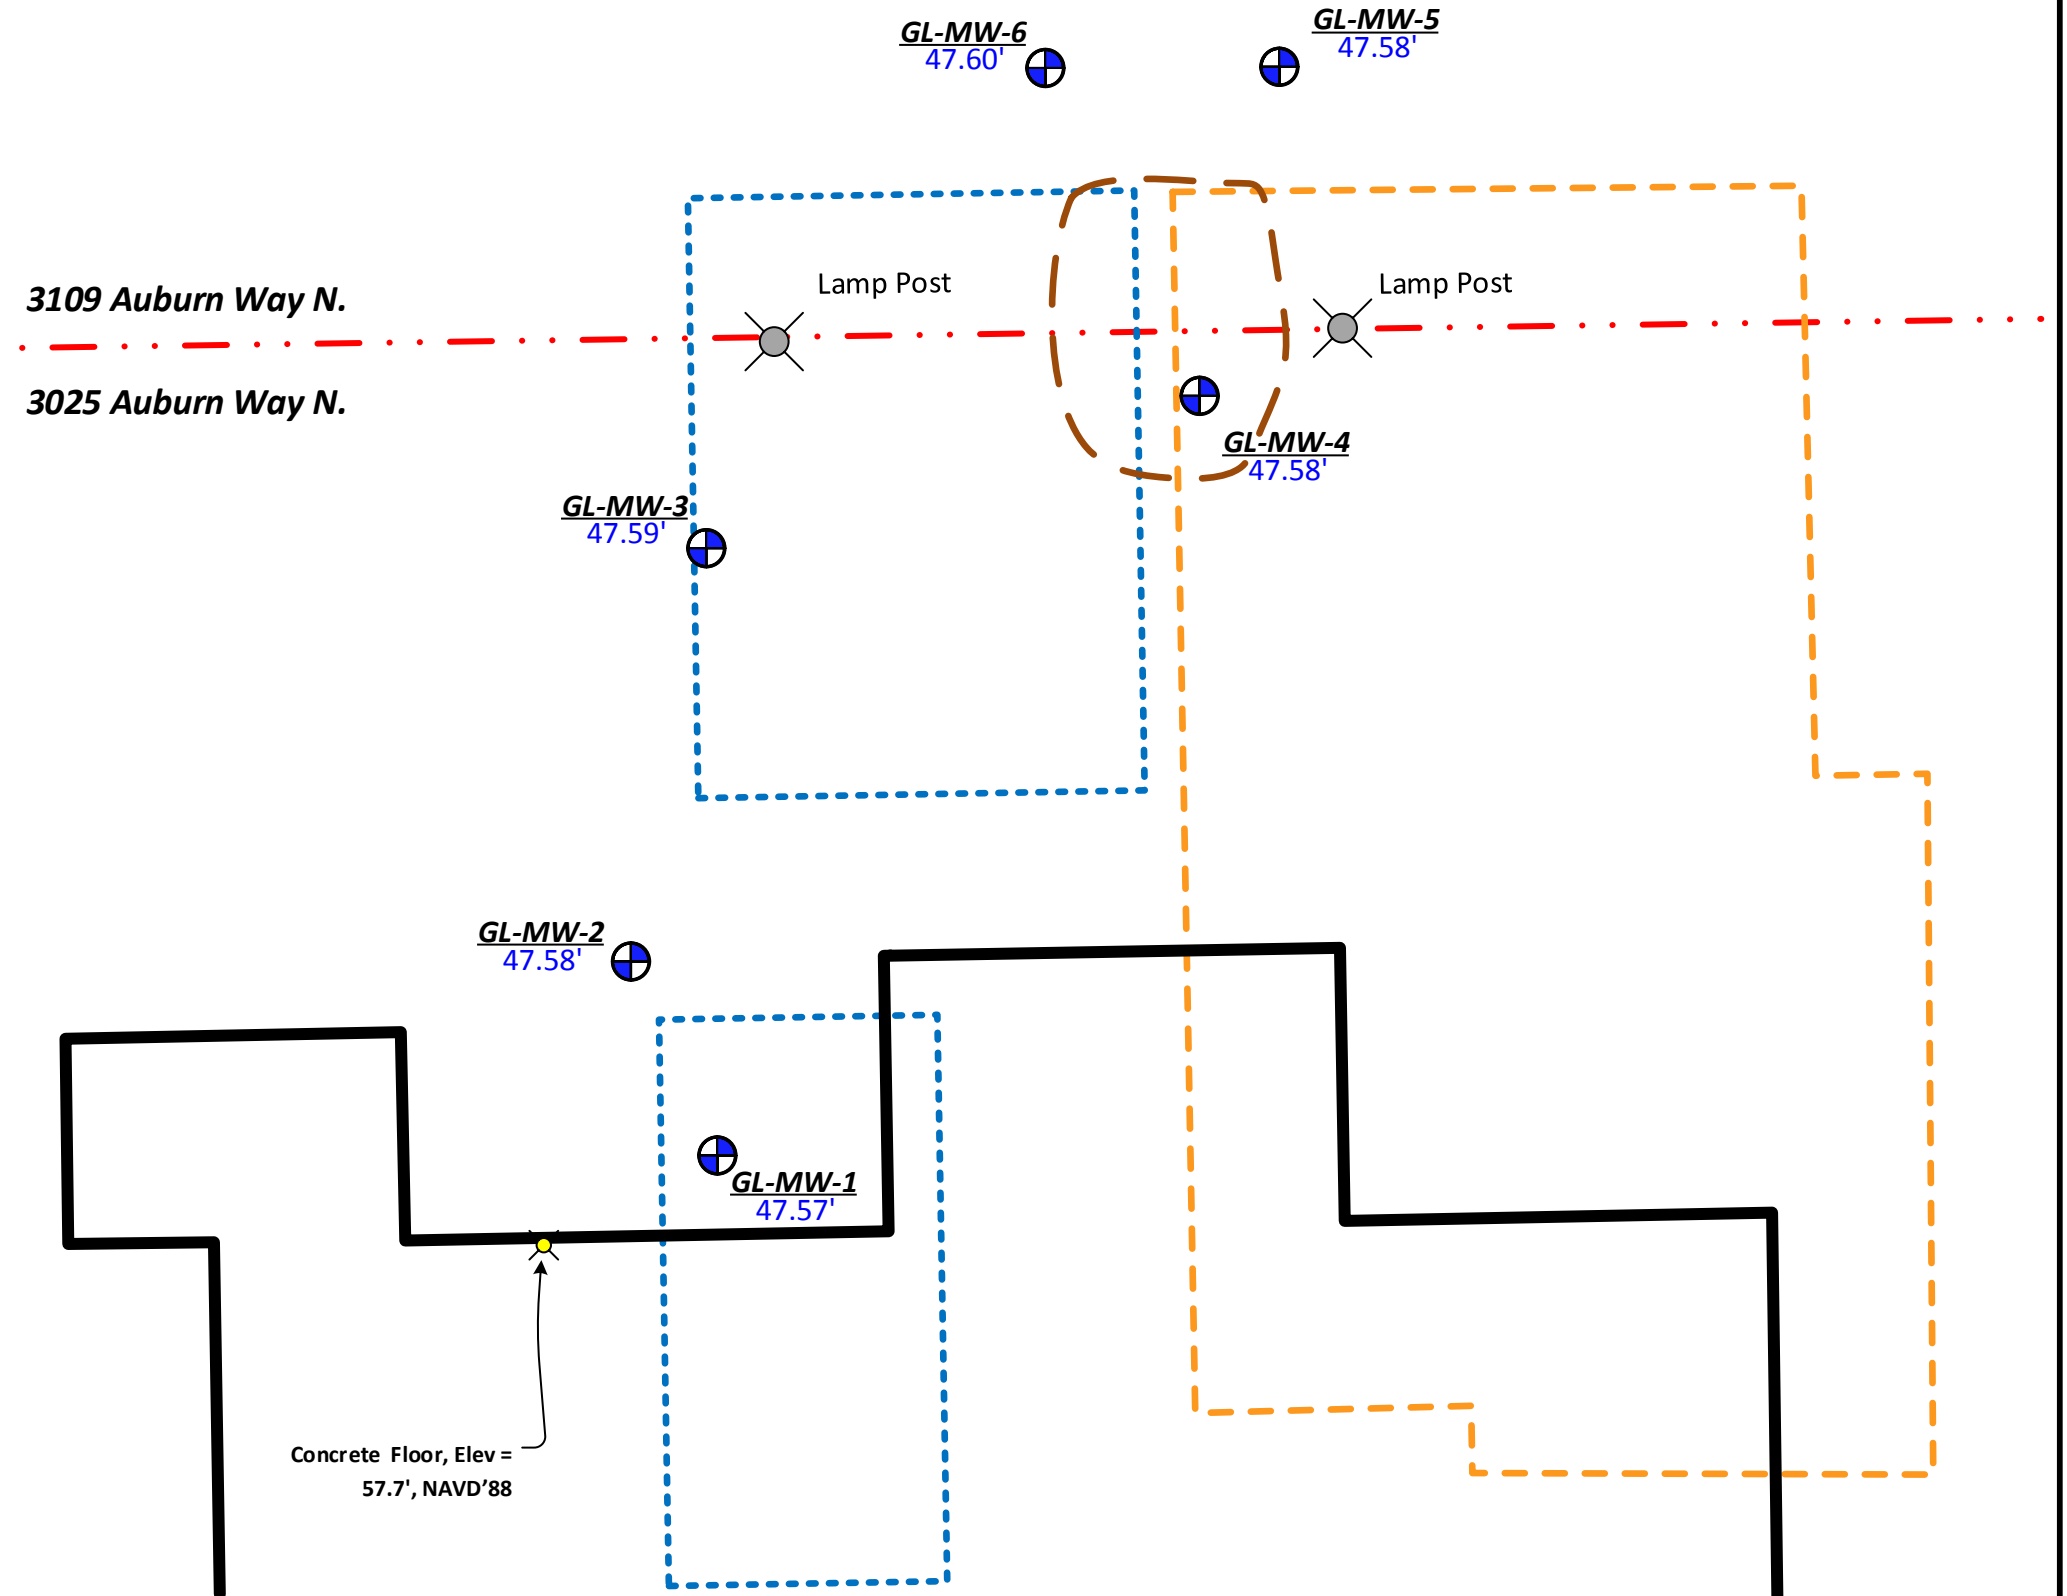 GL-MW-6
47.60'
GL-MW-5
47.58'
Lamp Post
Lamp Post
3109 Auburn Way N.
3025 Auburn Way N.
GL-MW-4
47.58'
GL-MW-3
47.59'
GL-MW-2
47.58'
GL-MW-1
47.57'
Concrete Floor, Elev =
57.7', NAVD’88